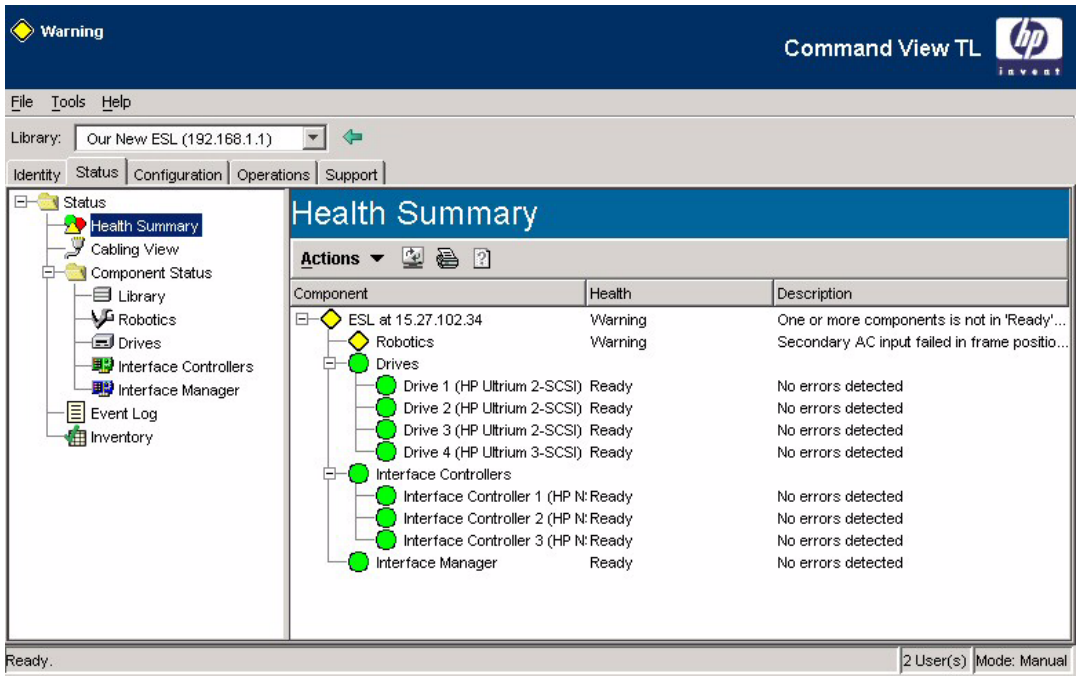 Warning
Command View TL
hp
invent
File Tools Help
Library: Our New ESL (192.168.1.1)
Identity Status Configuration Operations Support
Status
Health Summary
Cabling View
Component Status
Library
Robotics
Drives
Interface Controllers
Interface Manager
Event Log
Inventory
Health Summary
Actions
Component Health Description
ESL at 15.27.102.34 Warning One or more components is not in 'Ready'...
Robotics Warning Secondary AC input failed in frame positio...
Drives
Drive 1 (HP Ultrium 2-SCSI) Ready No errors detected
Drive 2 (HP Ultrium 2-SCSI) Ready No errors detected
Drive 3 (HP Ultrium 2-SCSI) Ready No errors detected
Drive 4 (HP Ultrium 3-SCSI) Ready No errors detected
Interface Controllers
Interface Controller 1 (HP Ready No errors detected
Interface Controller 2 (HP Ready No errors detected
Interface Controller 3 (HP Ready No errors detected
Interface Manager Ready No errors detected
Ready. 2 User(s) Mode: Manual